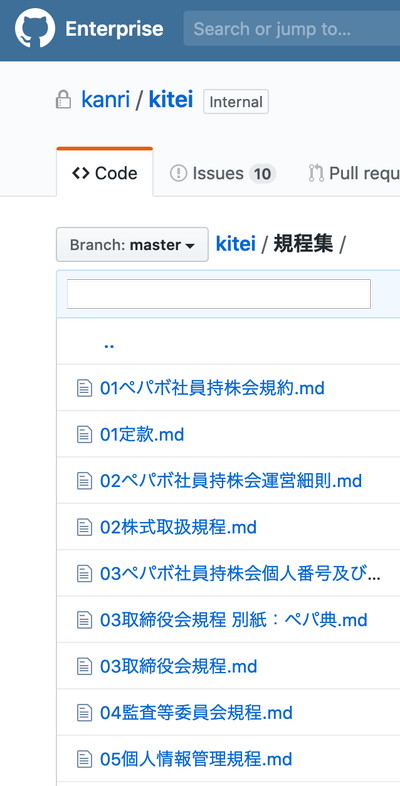 Enterprise
Search or jump to...
kanri / kitei Internal
Code Issues 10 Pull requ
Branch: master kitei / 規程集 /
..
01ペパボ社員持株会規約.md
01定款.md
02ペパボ社員持株会運営細則.md
02株式取扱規程.md
03ペパボ社員持株会個人番号及び...
03取締役会規程 別紙：ペパ典.md
03取締役会規程.md
04監査等委員会規程.md
05個人情報管理規程.md